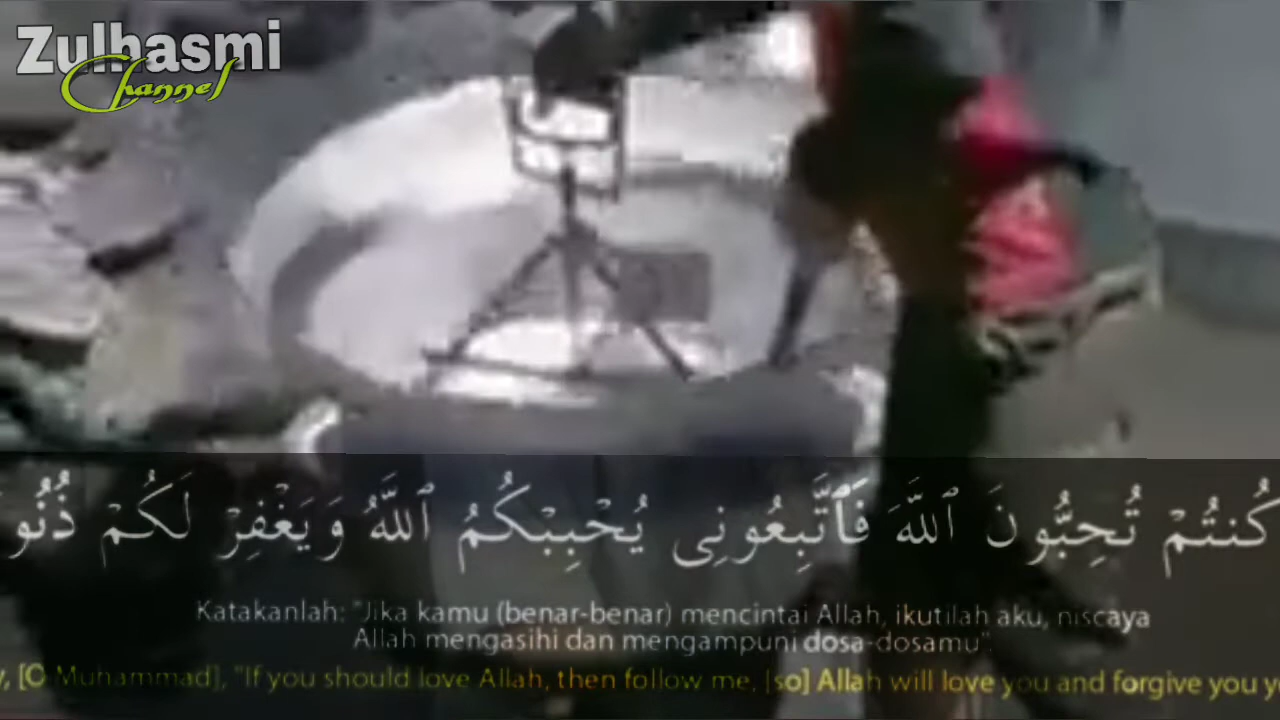 Zulhasmi
Channel
كُنتُمْ تُحِبُّونَ ٱللَّهَ فَٱتَّبِعُونِى يُحْبِبْكُمُ ٱللَّهُ وَيَغْفِرْ لَكُمْ ذُنُو
Katakanlah: "Jika kamu (benar-benar) mencintai Allah, ikutilah aku, niscaya
Allah mengasihi dan mengampuni dosa-dosamu".
y, [O Muhammad], "If you should love Allah, then follow me, [so] Allah will love you and forgive you y